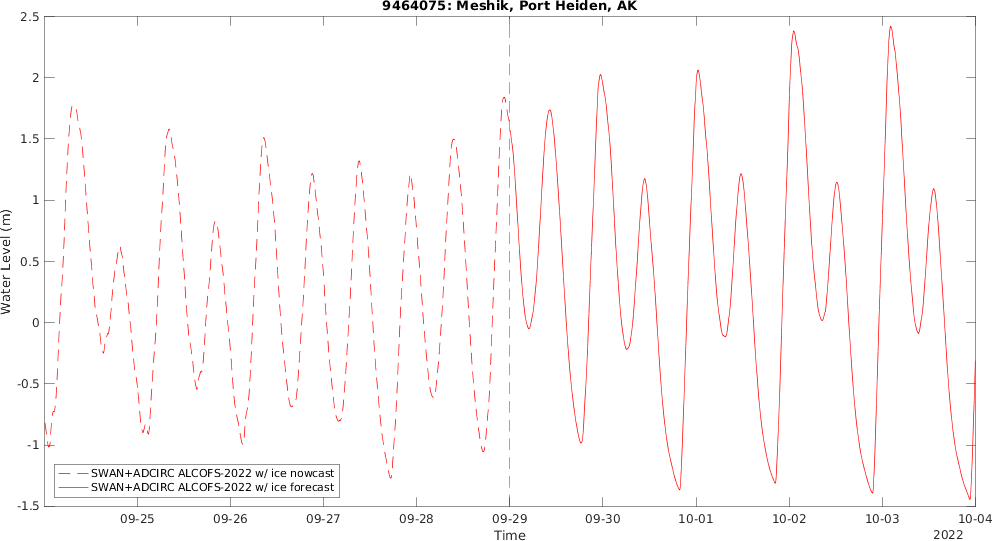 9464075: Meshik, Port Heiden, AK
2.5
2
1.5
1
0.5
0
-0.5
-1
-1.5
Water Level (m)
SWAN+ADCIRC ALCOFS-2022 w/ ice nowcast
SWAN+ADCIRC ALCOFS-2022 w/ ice forecast
09-25 09-26 09-27 09-28 09-29 09-30 10-01 10-02 10-03 10-04
Time
2022